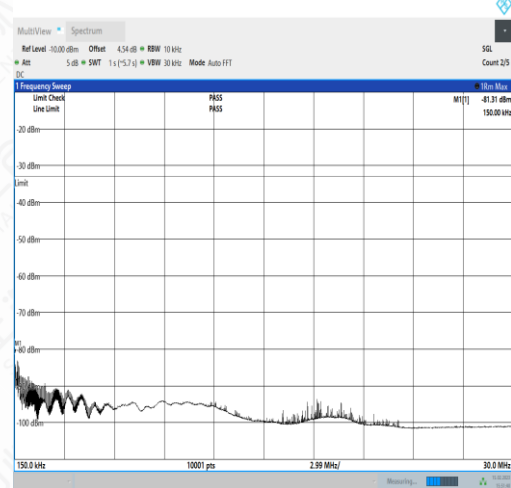 MultiView Spectrum
Ref Level -10.00 dBm Offset 4.54 dB RBW 10 kHz SGL
Att 5 dB SWT 1 s (~5.7 s) VBW 30 kHz Mode Auto FFT Count 2/5
DC
1 Frequency Sweep 1Rm Max
Limit Check PASS M1[1] -81.31 dBm
Line Limit PASS 150.00 kHz
-20 dBm
-30 dBm
Limit
-40 dBm
-50 dBm
-60 dBm
-70 dBm
M1
-80 dBm
-100 dBm
150.0 kHz 10001 pts 2.99 MHz/ 30.0 MHz
Measuring...